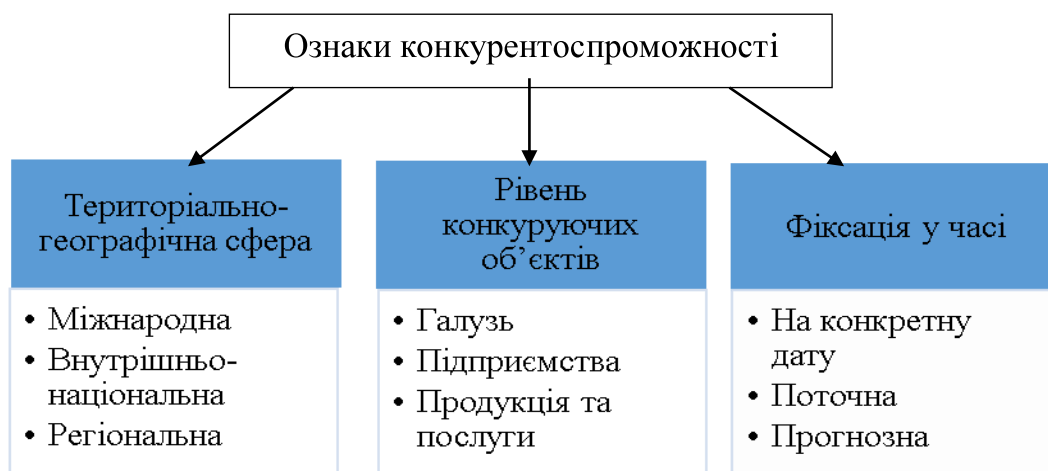 Ознаки конкурентоспроможності
Територіально-
географічна сфера
• Міжнародна
• Внутрішньо-
національна
• Регіональна
Рівень
конкуруючих
об’єктів
• Галузь
• Підприємства
• Продукція та
послуги
Фіксація у часі
• На конкретну
дату
• Поточна
• Прогнозна